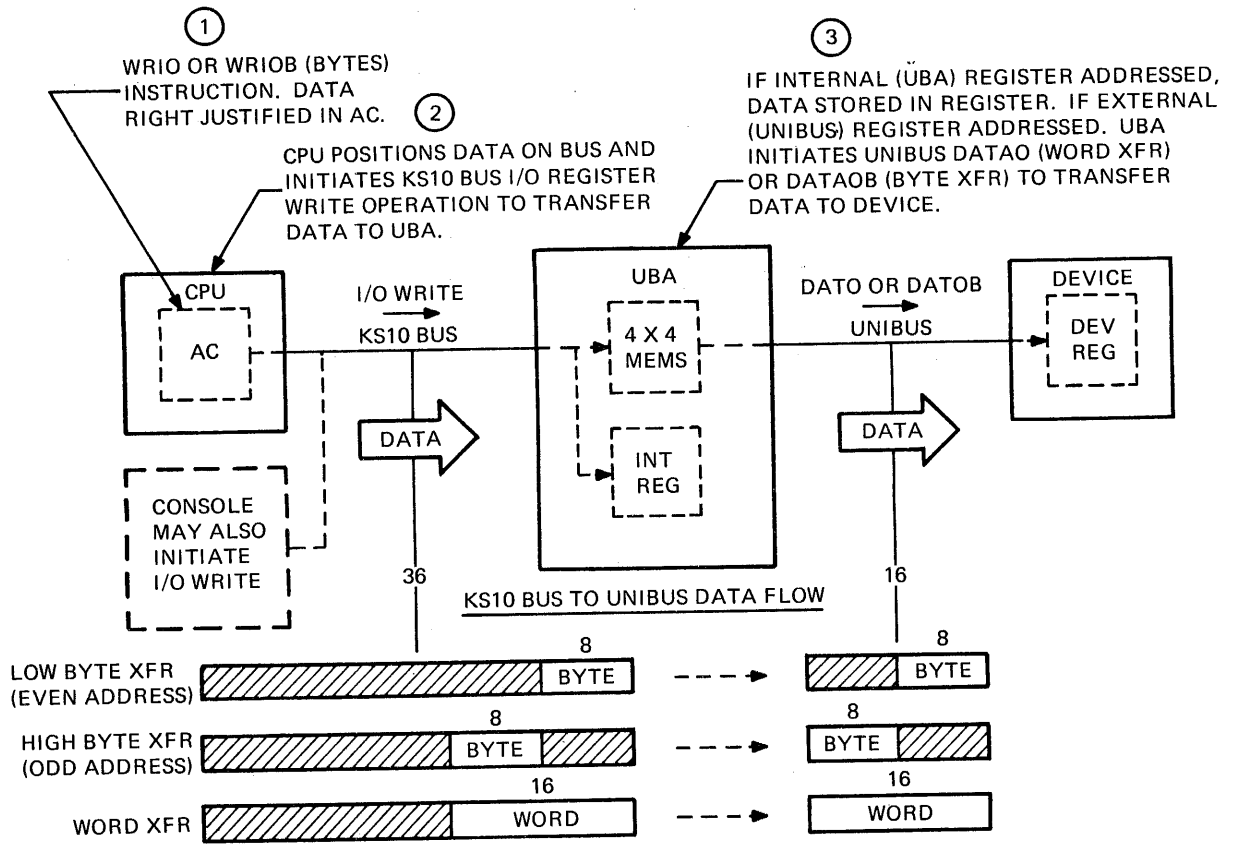 1
WRIO OR WRIOB (BYTES)
INSTRUCTION. DATA
RIGHT JUSTIFIED IN AC.
2
CPU POSITIONS DATA ON BUS AND
INITIATES KS10 BUS I/O REGISTER
WRITE OPERATION TO TRANSFER
DATA TO UBA.
3
IF INTERNAL (UBA) REGISTER ADDRESSED,
DATA STORED IN REGISTER. IF EXTERNAL
(UNIBUS) REGISTER ADDRESSED. UBA
INITIATES UNIBUS DATAO (WORD XFR)
OR DATAOB (BYTE XFR) TO TRANSFER
DATA TO DEVICE.
CPU
AC
I/O WRITE
KS10 BUS
DATA
UBA
4 X 4
MEMS
INT
REG
DATO OR DATOB
UNIBUS
DATA
DEVICE
DEV
REG
CONSOLE
MAY ALSO
INITIATE
I/O WRITE
36
16
KS10 BUS TO UNIBUS DATA FLOW
LOW BYTE XFR
(EVEN ADDRESS)
8
BYTE
8
BYTE
HIGH BYTE XFR
(ODD ADDRESS)
8
BYTE
8
BYTE
WORD XFR
16
WORD
16
WORD